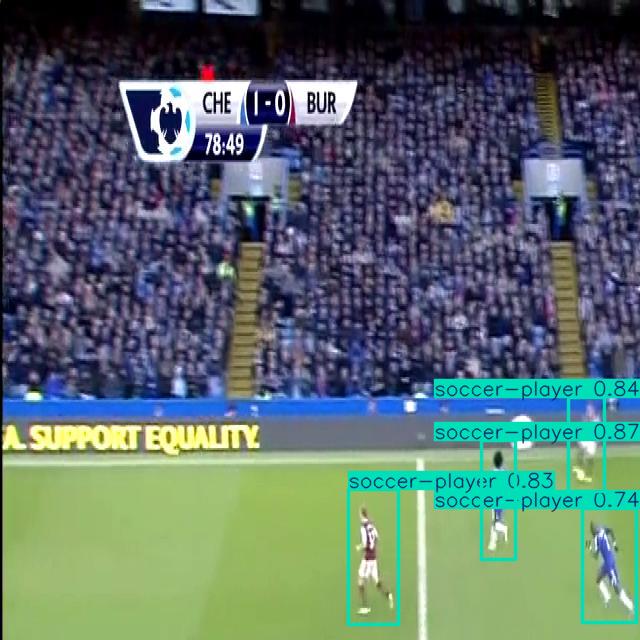 CHE 1-0 BUR
78:49
A. SUPPORT EQUALITY.
soccer-player 0.84
soccer-player 0.87
soccer-player 0.83
soccer-player 0.74